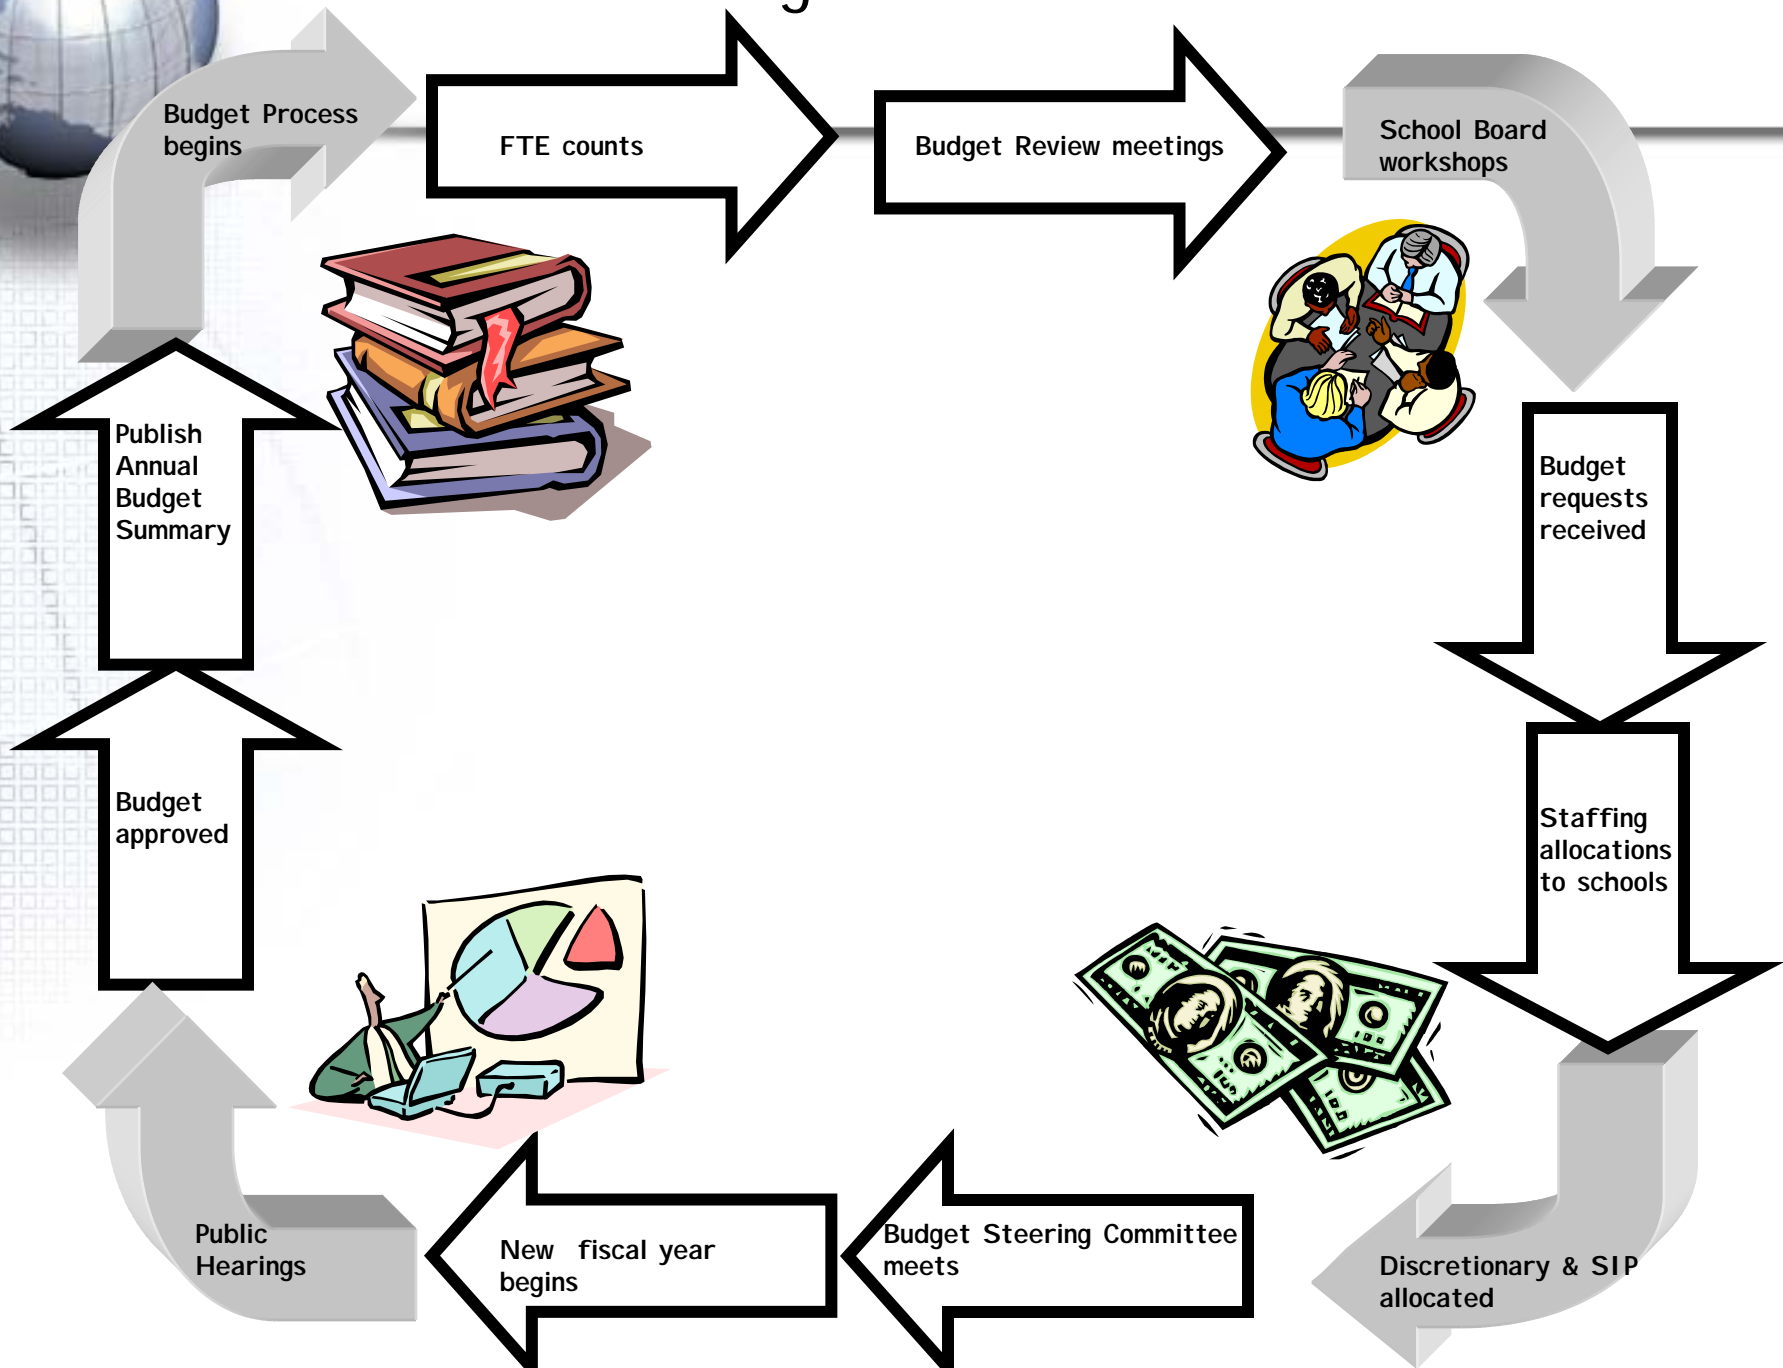 Budget Process
begins
FTE counts
Budget Review meetings
School Board
workshops
Budget
requests
received
Staffing
allocations
to schools
Discretionary & SIP
allocated
Budget Steering Committee
meets
New fiscal year
begins
Public
Hearings
Budget
approved
Publish
Annual
Budget
Summary